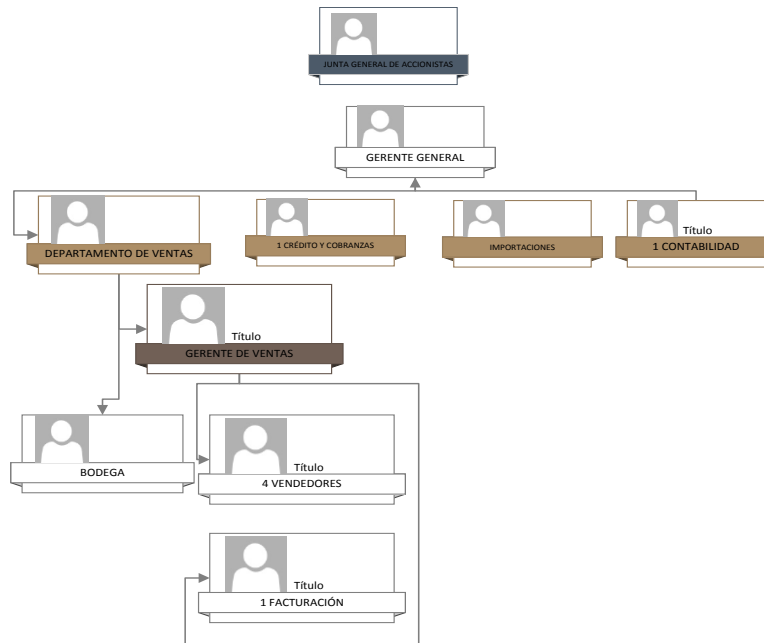 JUNTA GENERAL DE ACCIONISTAS
GERENTE GENERAL
DEPARTAMENTO DE VENTAS
1 CRÉDITO Y COBRANZAS
IMPORTACIONES
Título
1 CONTABILIDAD
Título
GERENTE DE VENTAS
BODEGA
Título
4 VENDEDORES
Título
1 FACTURACIÓN